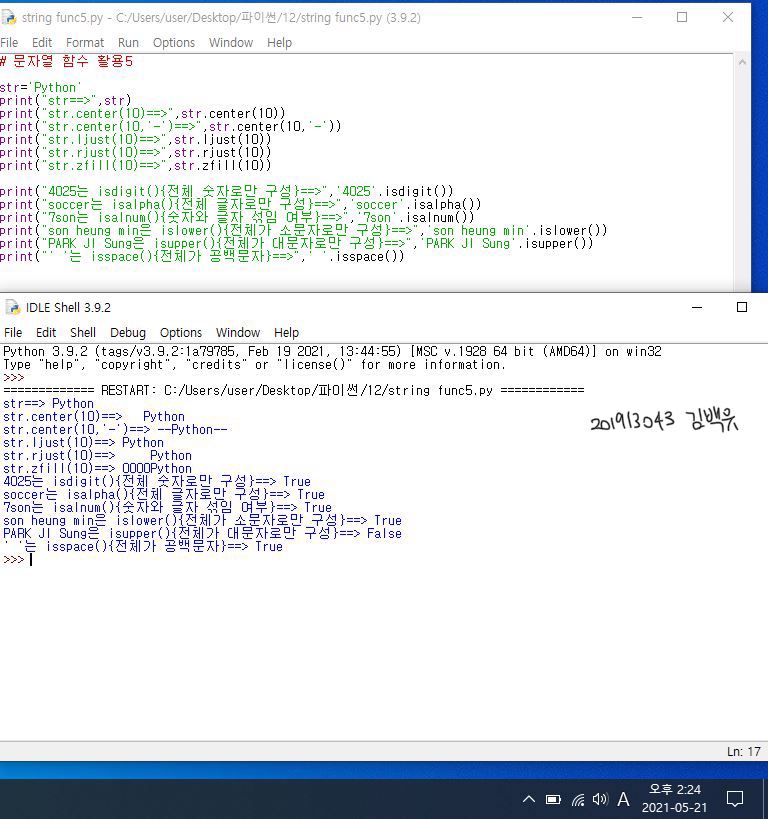 string func5.py - C:/Users/user/Desktop/파이썬/12/string func5.py (3.9.2)
File Edit Format Run Options Window Help
# 문자열 함수 활용5
str='Python'
print("str==>",str)
print("str.center(10)==>",str.center(10))
print("str.center(10,'-')==>",str.center(10,'-'))
print("str.ljust(10)==>",str.ljust(10))
print("str.rjust(10)==>",str.rjust(10))
print("str.zfill(10)==>",str.zfill(10))
print("4025는 isdigit(){전체 숫자로만 구성}==>",'4025'.isdigit())
print("soccer는 isalpha(){전체 글자로만 구성}==>",'soccer'.isalpha())
print("7son는 isalnum(){숫자와 글자 섞임 여부}==>",'7son'.isalnum())
print("son heung min은 islower(){전체가 소문자로만 구성}==>",'son heung min'.islower())
print("PARK JI Sung은 isupper(){전체가 대문자로만 구성}==>",'PARK JI Sung'.isupper())
print("' '는 isspace(){전체가 공백문자}==>",' '.isspace())
IDLE Shell 3.9.2
File Edit Shell Debug Options Window Help
Python 3.9.2 (tags/v3.9.2:1a79785, Feb 19 2021, 13:44:55) [MSC v.1928 64 bit (AMD64)] on win32
Type "help", "copyright", "credits" or "license()" for more information.
>>>
============= RESTART: C:/Users/user/Desktop/파이썬/12/string func5.py ============
str==> Python
str.center(10)==>   Python
201913043 김백유
str.center(10,'-')==> --Python--
str.ljust(10)==> Python
str.rjust(10)==>     Python
str.zfill(10)==> 0000Python
4025는 isdigit(){전체 숫자로만 구성}==> True
soccer는 isalpha(){전체 글자로만 구성}==> True
7son는 isalnum(){숫자와 글자 섞임 여부}==> True
son heung min은 islower(){전체가 소문자로만 구성}==> True
PARK JI Sung은 isupper(){전체가 대문자로만 구성}==> False
' '는 isspace(){전체가 공백문자}==> True
>>>
Ln: 17
A
오후 2:24
2021-05-21